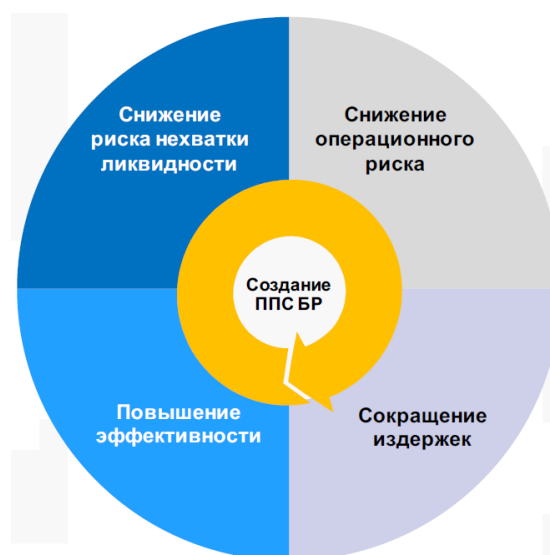 Снижение
риска нехватки
ликвидности
Снижение
операционного
риска
Создание
ППС БР
Повышение
эффективности
Сокращение
издержек